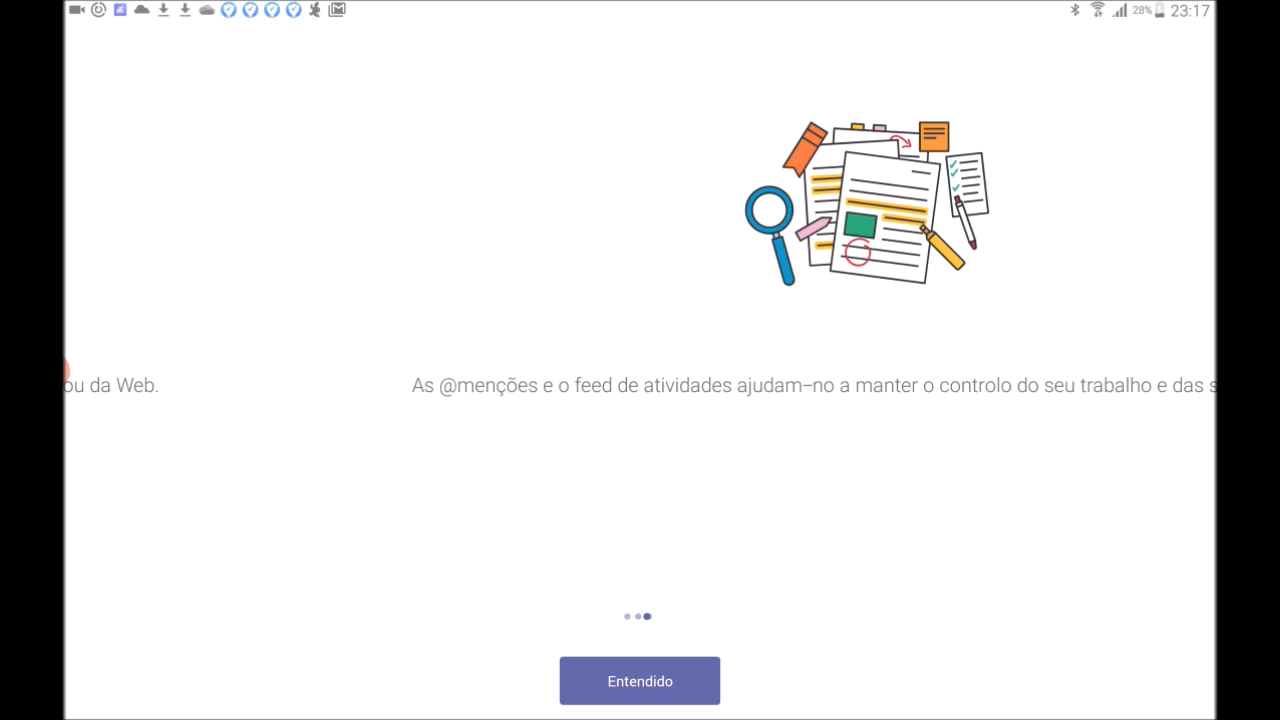 28% 23:17
ou da Web.
As @menções e o feed de atividades ajudam-no a manter o controlo do seu trabalho e das s
Entendido